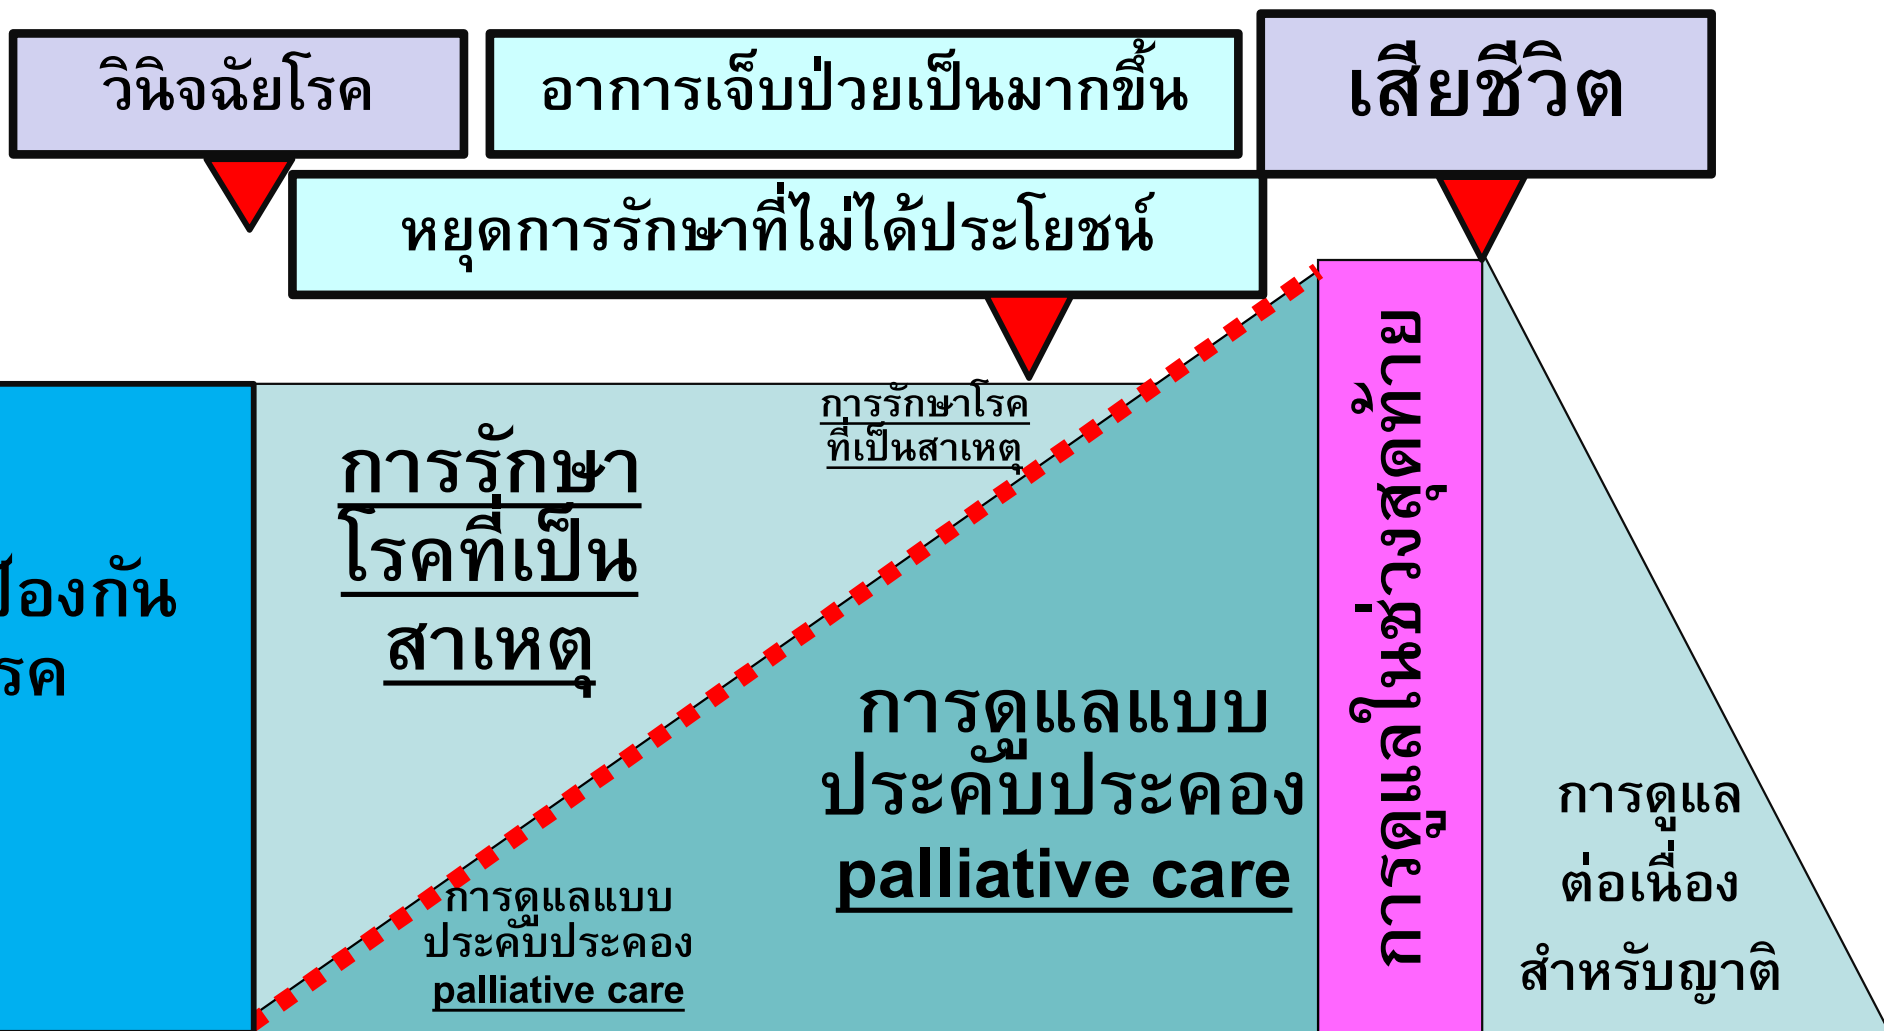 วินิจฉัยโรค
อาการเจ็บป่วยเป็นมากขึ้น
เสียชีวิต
หยุดการรักษาที่ไม่ได้ประโยชน์
การรักษา
โรคที่เป็น
สาเหตุ
การรักษาโรค
ที่เป็นสาเหตุ
การดูแลแบบ
ประคับประคอง
palliative care
การดูแลแบบ
ประคับประคอง
palliative care
การดูแลในช่วงสุดท้าย
การดูแล
ต่อเนื่อง
สำหรับญาติ